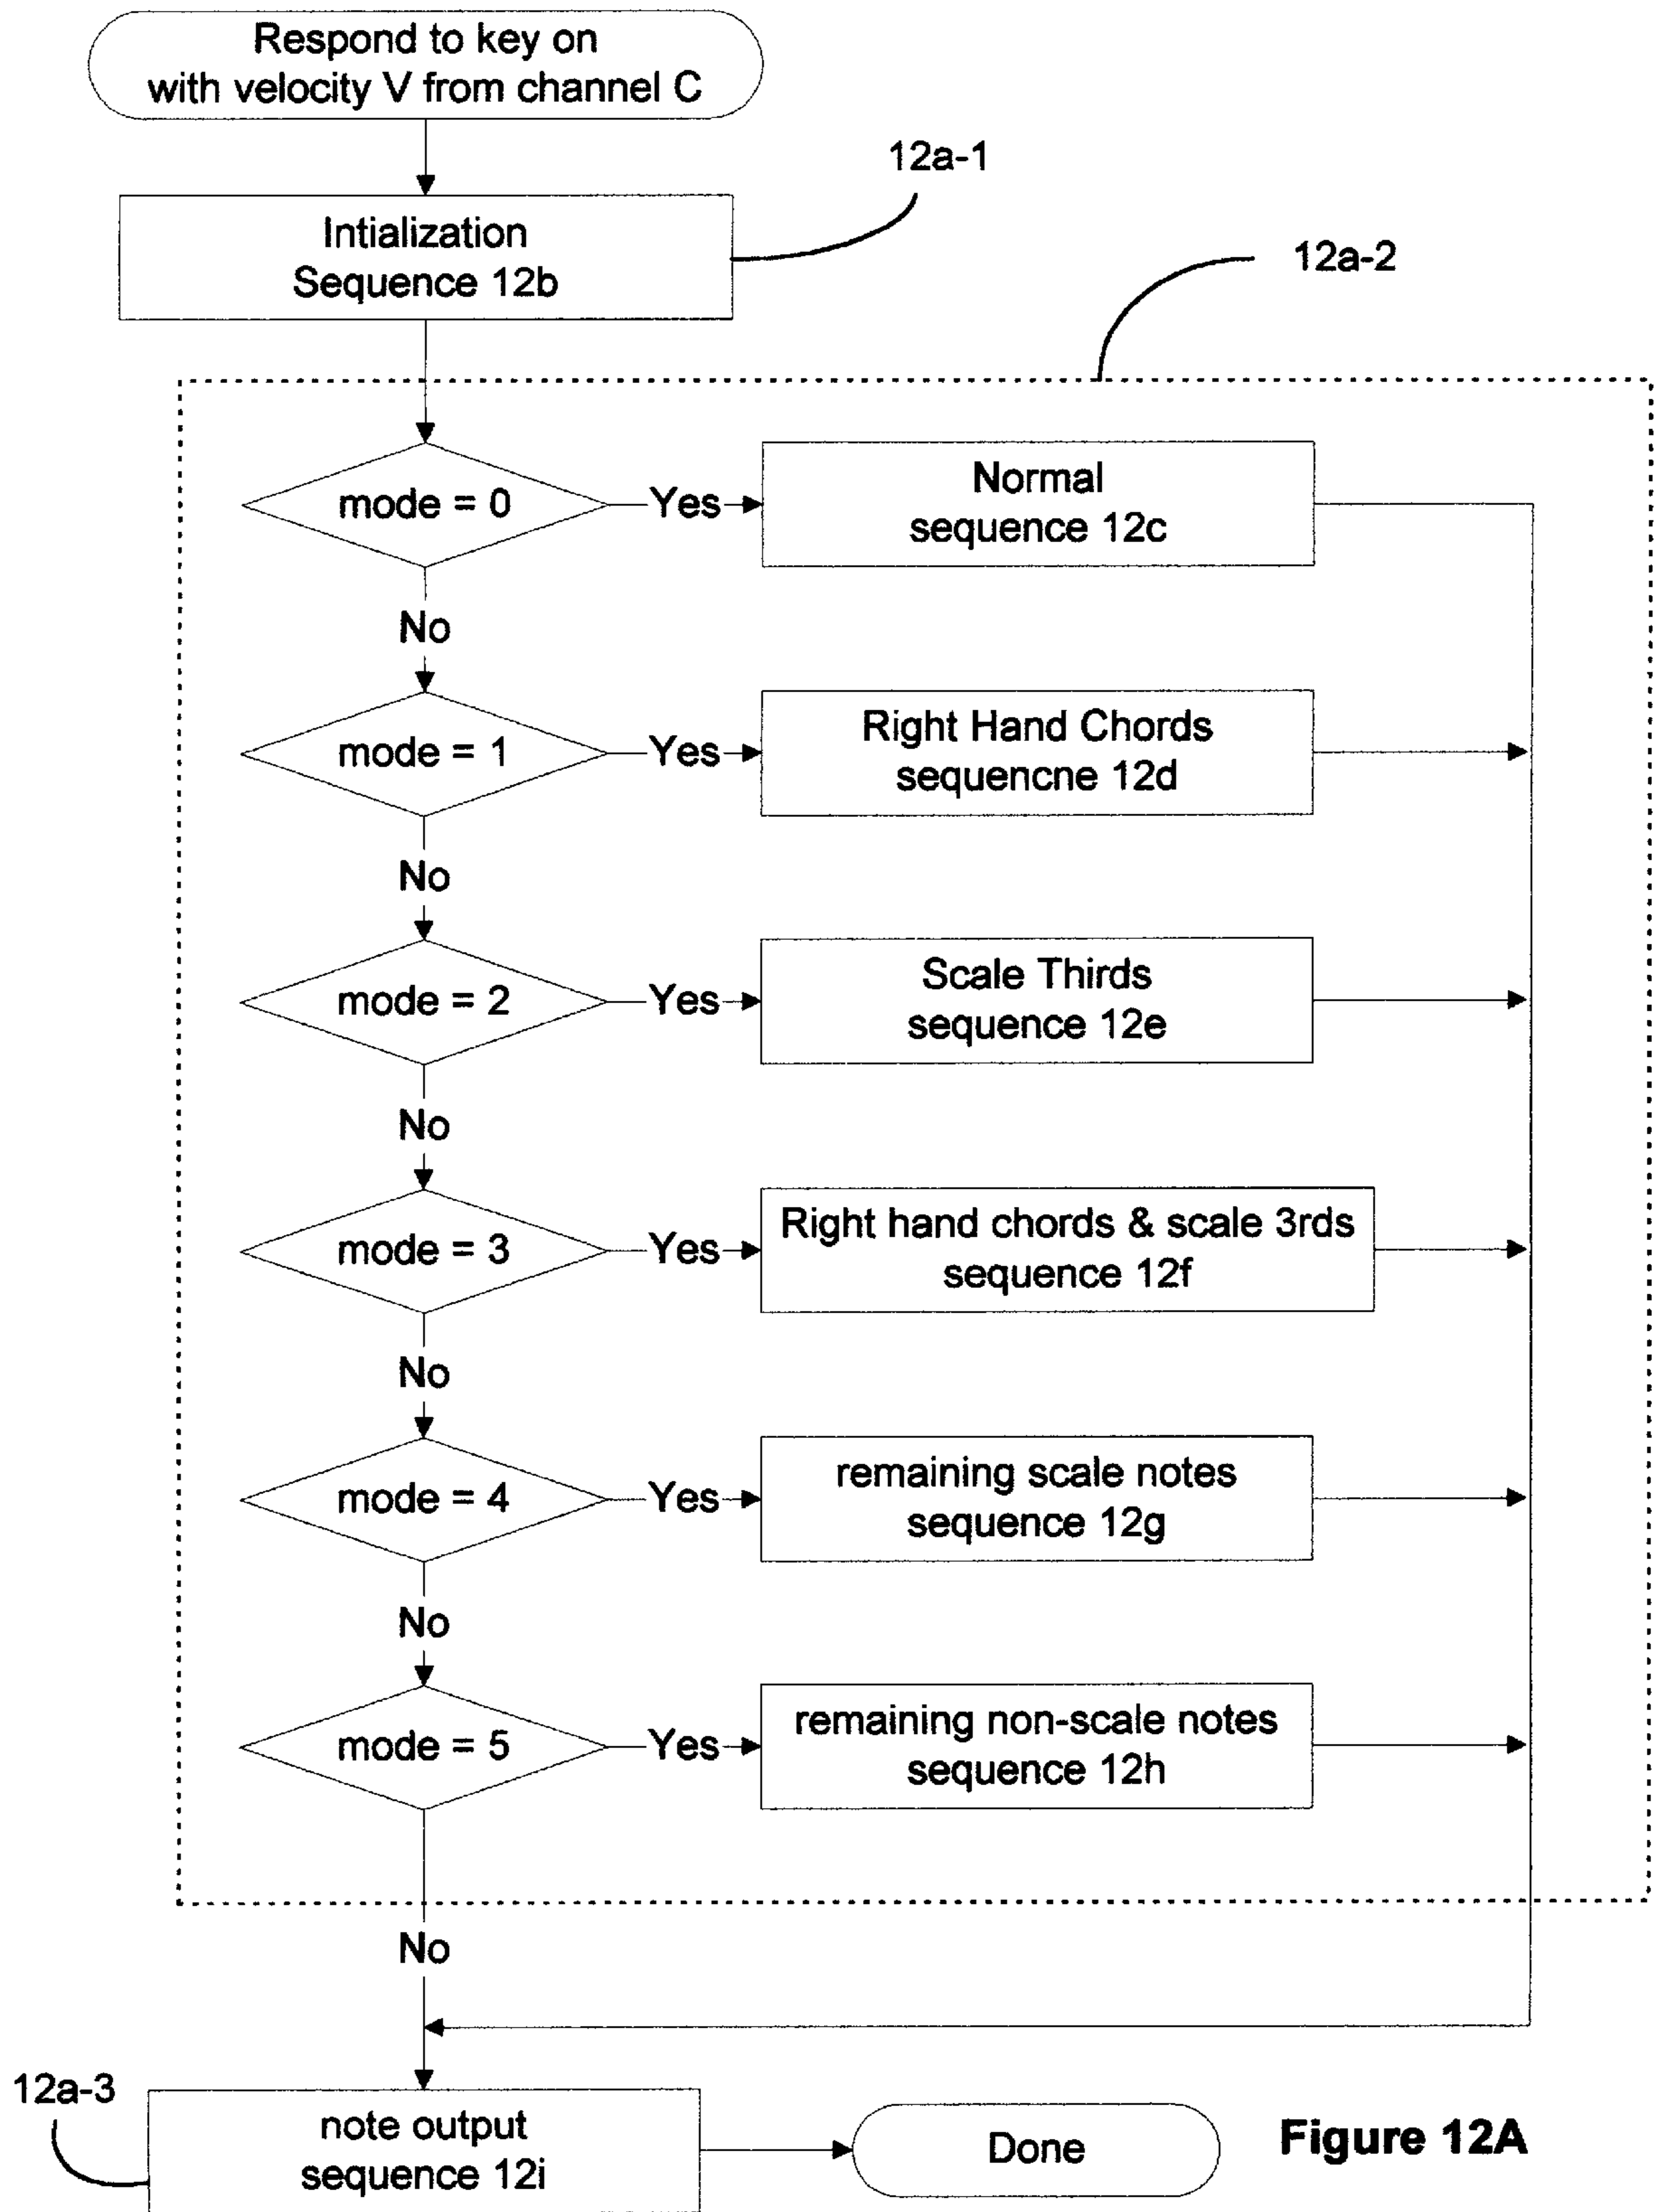 Respond to key on
with velocity V from channel C
12a-1
Intialization
Sequence 12b
12a-2
mode = 0
Yes
Normal
sequence 12c
No
mode = 1
Yes
Right Hand Chords
sequencne 12d
No
mode = 2
Yes
Scale Thirds
sequence 12e
No
mode = 3
Yes
Right hand chords & scale 3rds
sequence 12f
No
mode = 4
Yes
remaining scale notes
sequence 12g
No
mode = 5
Yes
remaining non-scale notes
sequence 12h
No
12a-3
note output
sequence 12i
Done
Figure 12A